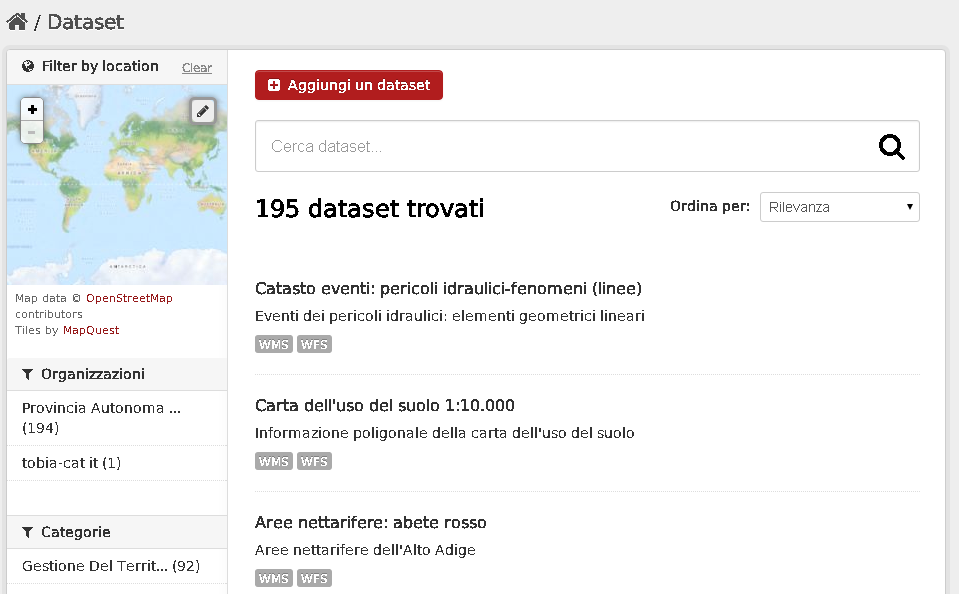 / Dataset
Filter by location
Clear
+
−
AFRICA
ANTARCTICA
Map data © OpenStreetMap
contributors
Tiles by MapQuest
Organizzazioni
Provincia Autonoma ...
(194)
tobia-cat it (1)
Categorie
Gestione Del Territ... (92)
Aggiungi un dataset
Cerca dataset...
195 dataset trovati
Ordina per: Rilevanza
Catasto eventi: pericoli idraulici-fenomeni (linee)
Eventi dei pericoli idraulici: elementi geometrici lineari
WMS WFS
Carta dell'uso del suolo 1:10.000
Informazione poligonale della carta dell'uso del suolo
WMS WFS
Aree nettarifere: abete rosso
Aree nettarifere dell'Alto Adige
WMS WFS